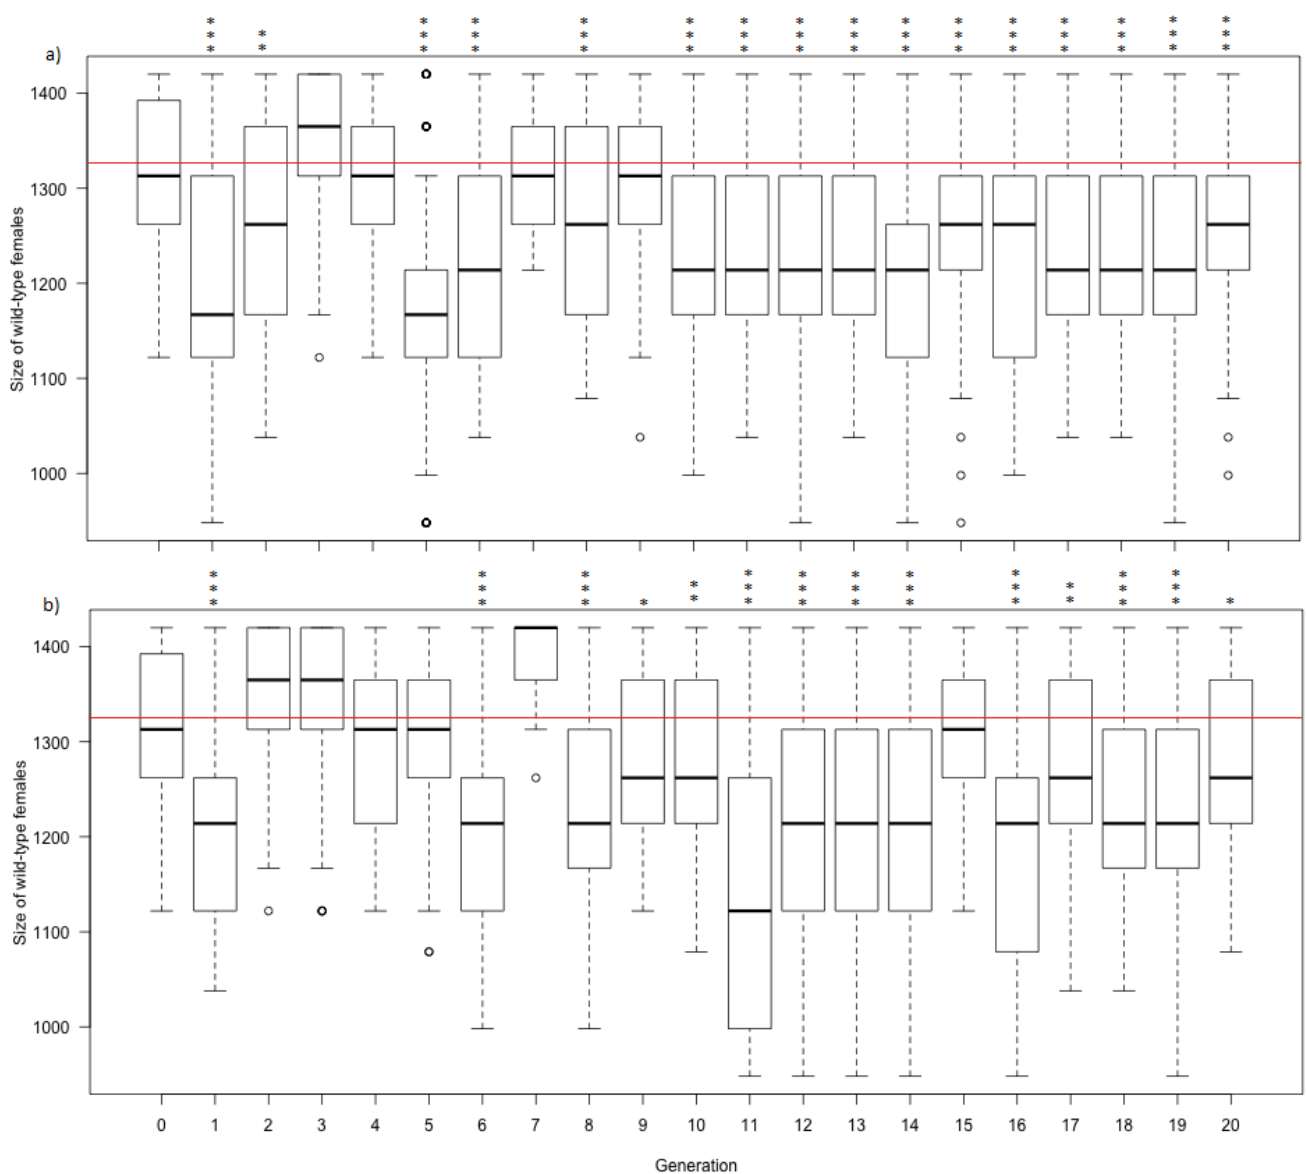 *** ** *** *** *** *** *** *** *** *** *** *** *** *** *** ***
a)
Size of wild-type females
1400
1300
1200
1100
1000
*** *** *** * ** *** *** *** *** *** ** *** *** *
b)
Size of wild-type females
1400
1300
1200
1100
1000
0 1 2 3 4 5 6 7 8 9 10 11 12 13 14 15 16 17 18 19 20
Generation